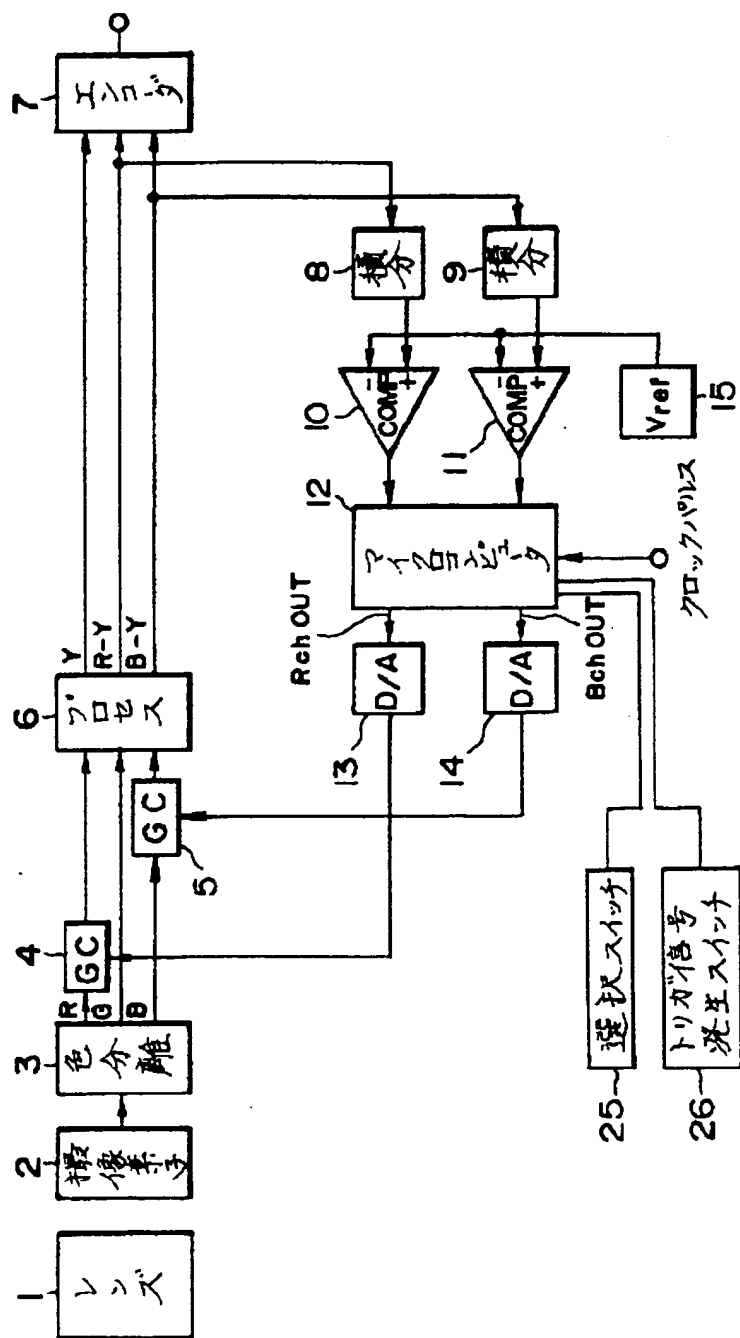 1
レンズ
2
撮像素子
3
色分離
R
G
B
4
GC
5
GC
6
プロセス
Y
R-Y
B-Y
7
エンコーダ
8
積分
9
積分
10
COMP
−
+
11
COMP
−
+
12
マイクロコンピュータ
Rch OUT
Bch OUT
13
D/A
14
D/A
Vref
15
クロックパルス
選択スイッチ
25
トリガ信号
発生スイッチ
26